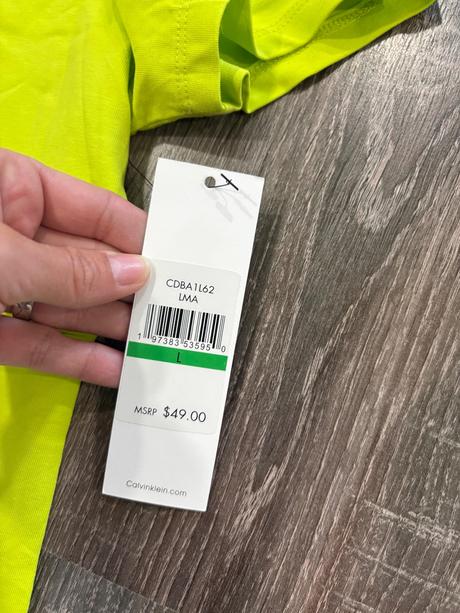 CDBA1L62
LMA
1 97383 53595 0
L
MSRP $49.00
Calvinklein.com